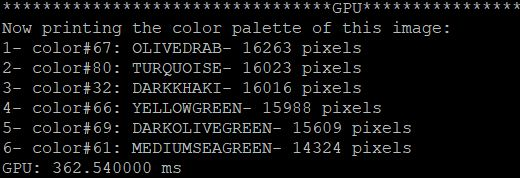 *********************************GPU****************
Now printing the color palette of this image:
1- color#67: OLIVEDRAB- 16263 pixels
2- color#80: TURQUOISE- 16023 pixels
3- color#32: DARKKHAKI- 16016 pixels
4- color#66: YELLOWGREEN- 15988 pixels
5- color#69: DARKOLIVEGREEN- 15609 pixels
6- color#61: MEDIUMSEAGREEN- 14324 pixels
GPU: 362.540000 ms